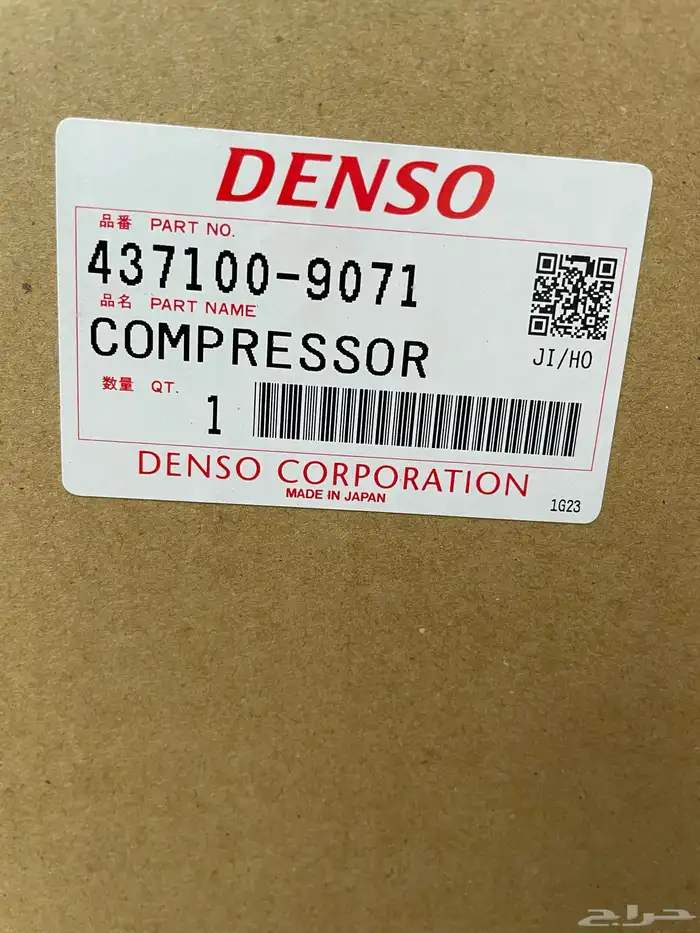 DENSO
品番 PART NO.
437100-9071
品名 PART NAME
COMPRESSOR
JI/HO
数量 QT.
1
DENSO CORPORATION
MADE IN JAPAN
1G23
حراج